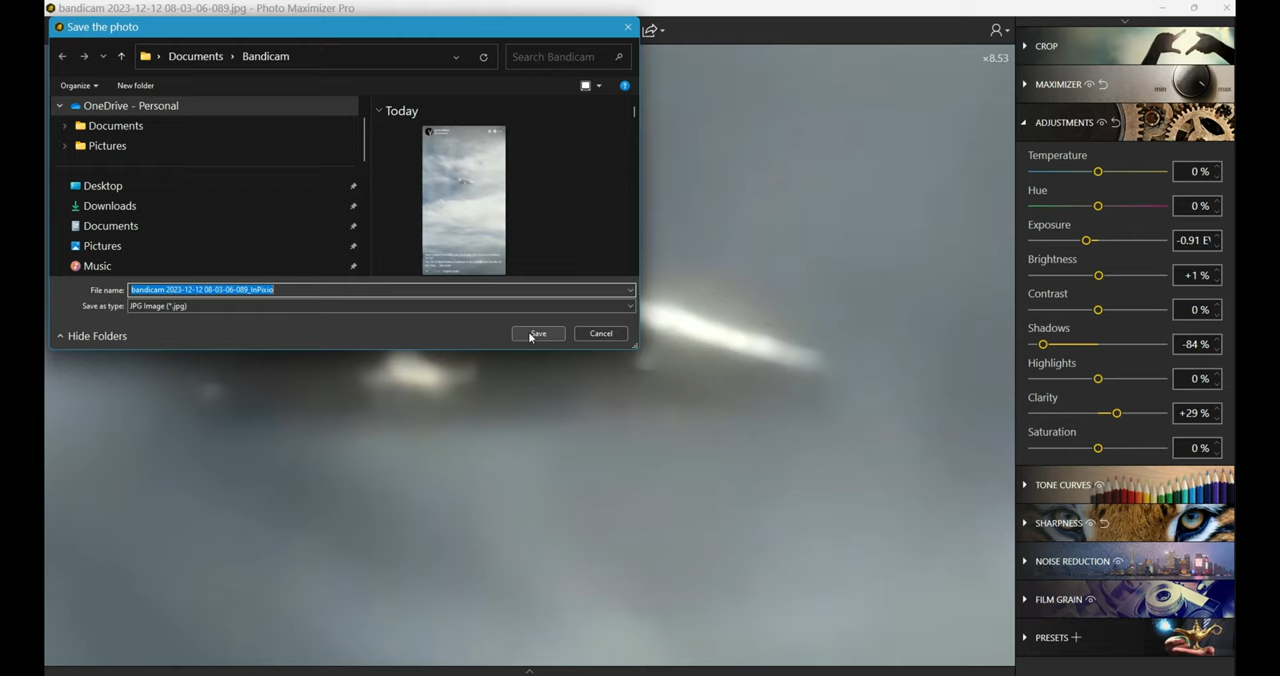 bandicam 2023-12-12 08-03-06-089.jpg - Photo Maximizer Pro
Save the photo
Documents › Bandicam
Search Bandicam
Organize
New folder
OneDrive - Personal
Documents
Pictures
Desktop
Downloads
Documents
Pictures
Music
Today
File name: bandicam 2023-12-12 08-03-06-089_InPixio
Save as type: JPG Image (*.jpg)
Hide Folders
Save
Cancel
×8.53
CROP
MAXIMIZER
min
max
ADJUSTMENTS
Temperature
0 %
Hue
0 %
Exposure
-0.91 E
Brightness
+1 %
Contrast
0 %
Shadows
-84 %
Highlights
0 %
Clarity
+29 %
Saturation
0 %
TONE CURVES
SHARPNESS
NOISE REDUCTION
FILM GRAIN
PRESETS